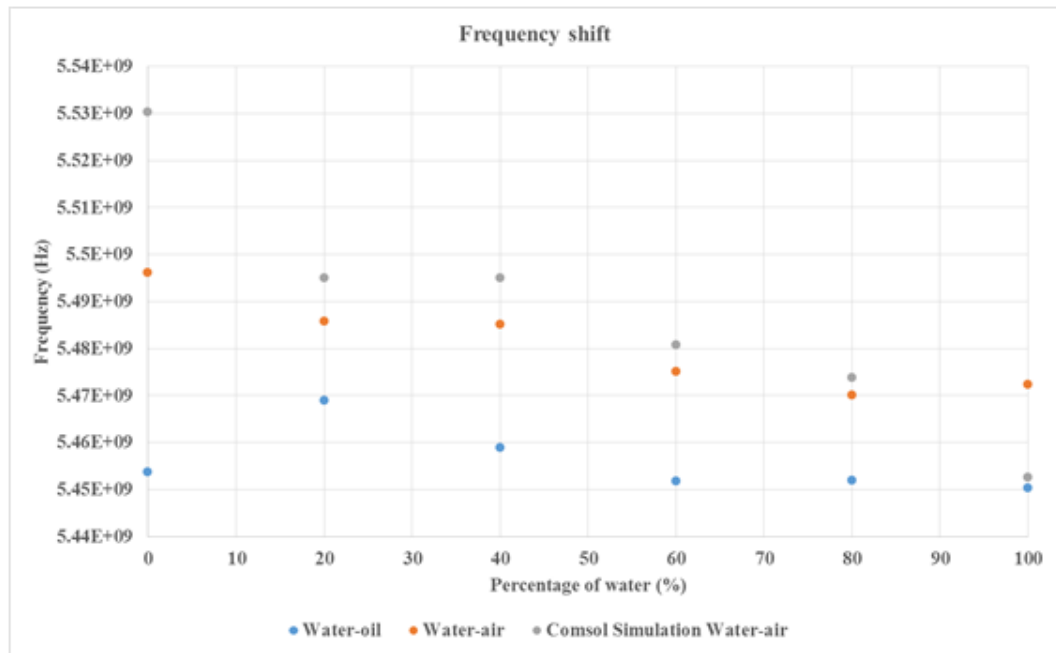 Frequency shift
5.54E+09
5.53E+09
5.52E+09
5.51E+09
5.5E+09
5.49E+09
5.48E+09
5.47E+09
5.46E+09
5.45E+09
5.44E+09
Frequency (Hz)
0 10 20 30 40 50 60 70 80 90 100
Percentage of water (%)
Water-oil Water-air Comsol Simulation Water-air